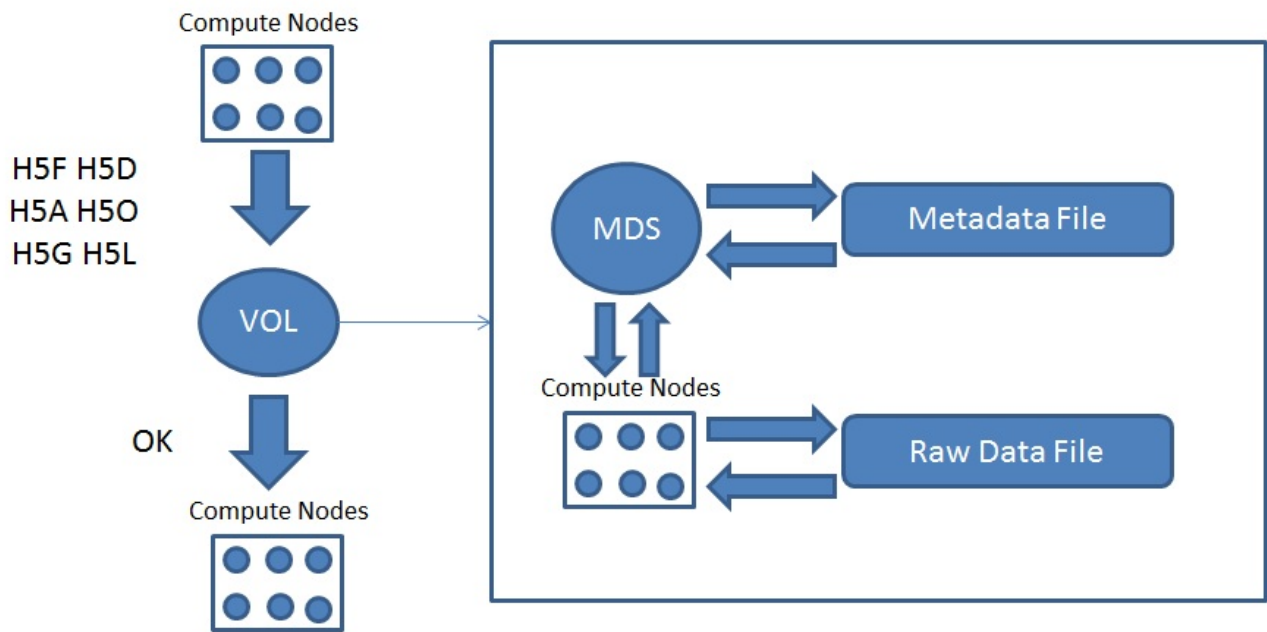 Compute Nodes
H5F H5D
H5A H5O
H5G H5L
VOL
OK
Compute Nodes
MDS
Metadata File
Compute Nodes
Raw Data File